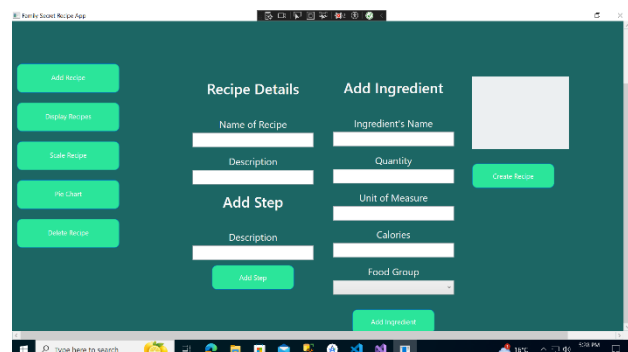 Family Secret Recipe App
Add Recipe
Display Recipes
Scale Recipe
Pie Chart
Delete Recipe
Recipe Details
Name of Recipe
Description
Add Step
Description
Add Step
Add Ingredient
Ingredient's Name
Quantity
Unit of Measure
Calories
Food Group
Add Ingredient
Create Recipe
Type here to search
16°C